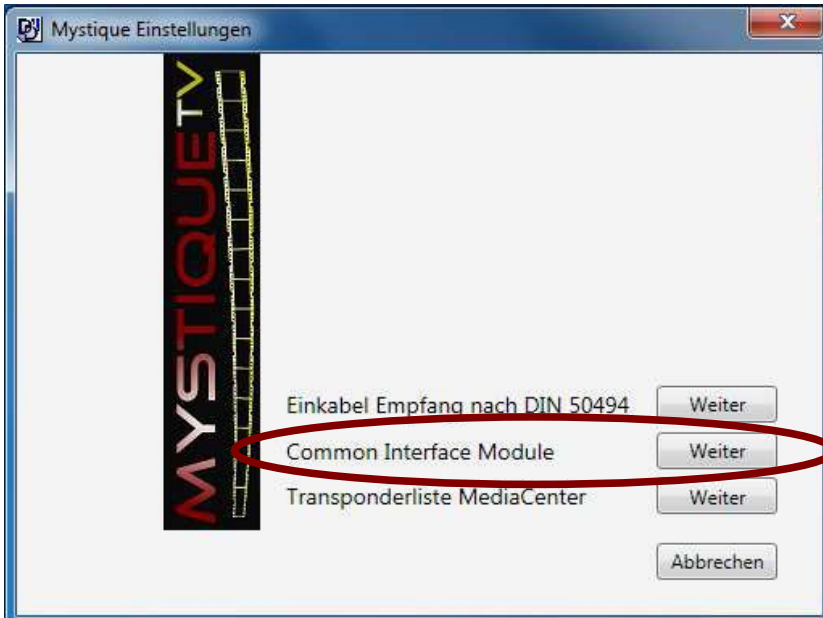 Mystique Einstellungen
MYSTIQUE TV
Einkabel Empfang nach DIN 50494 Weiter
Common Interface Module Weiter
Transponderliste MediaCenter Weiter
Abbrechen